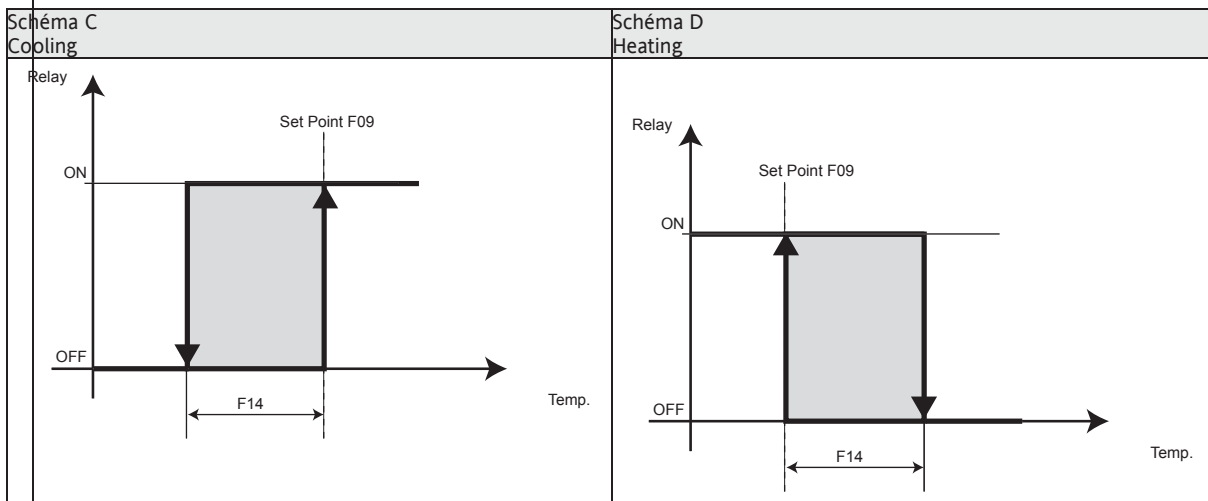 Schéma C
Cooling
Schéma D
Heating
Relay
Set Point F09
ON
OFF
F14
Temp.
Relay
Set Point F09
ON
OFF
F14
Temp.